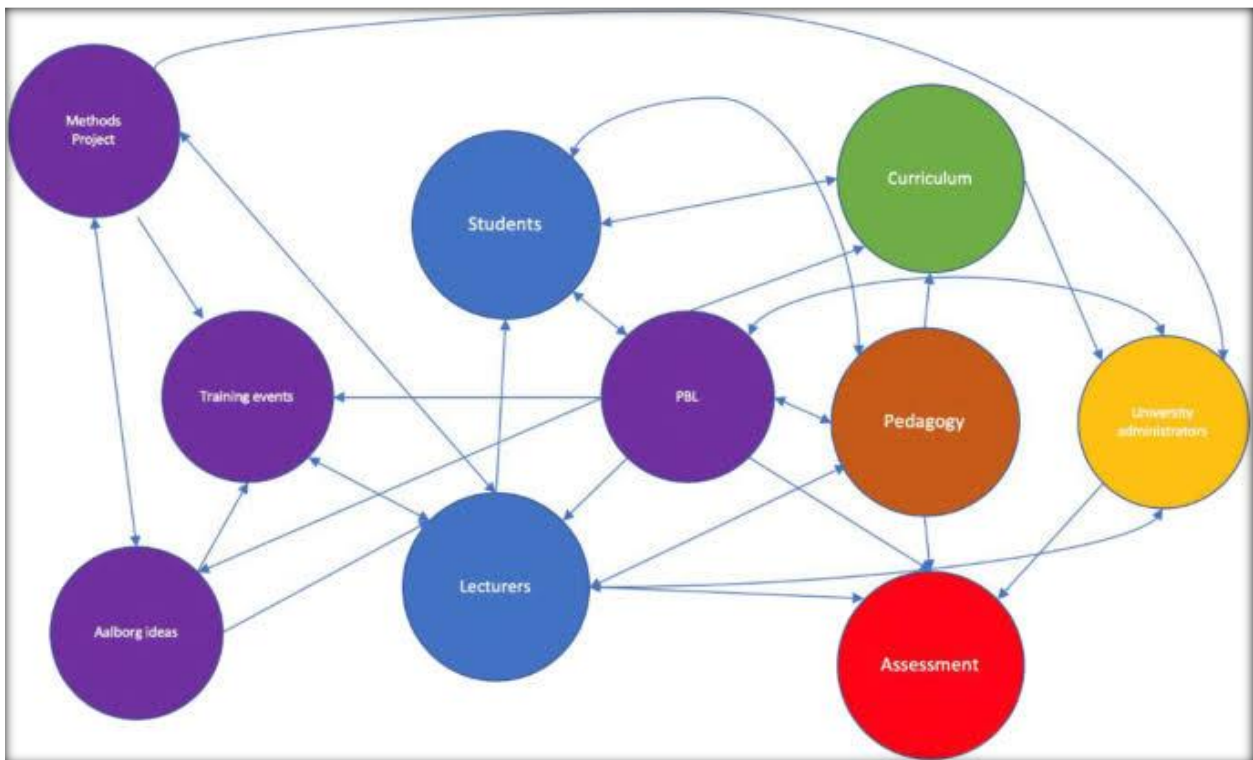 Methods
Project
Students
Curriculum
Training events
PBL
Pedagogy
University
administrators
Aalborg ideas
Lecturers
Assessment